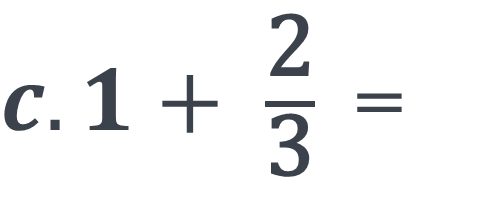 c. 1 + 2/3 =